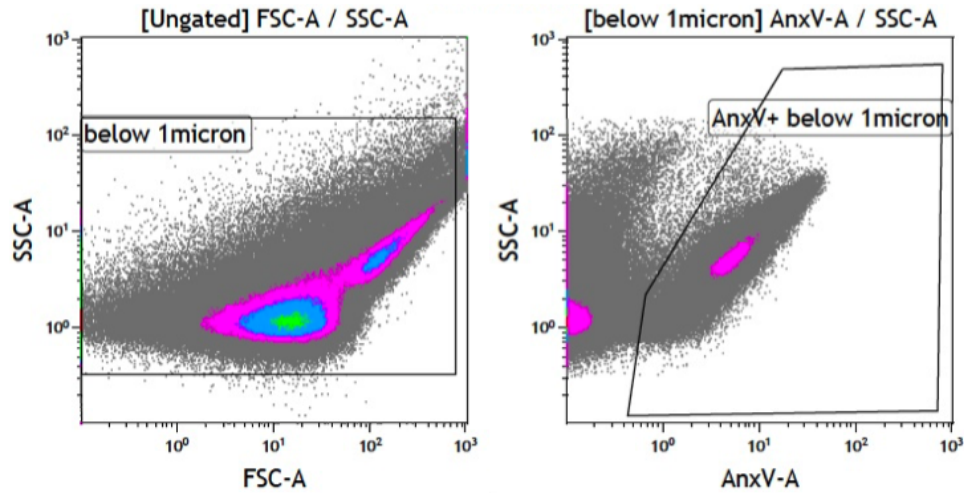 [Ungated] FSC-A / SSC-A
10³
below 1micron
10²
10¹
10⁰
SSC-A
10⁰ 10¹ 10² 10³
FSC-A
[below 1micron] AnxV-A / SSC-A
10³
AnxV+ below 1micron
10²
10¹
10⁰
SSC-A
10⁰ 10¹ 10² 10³
AnxV-A